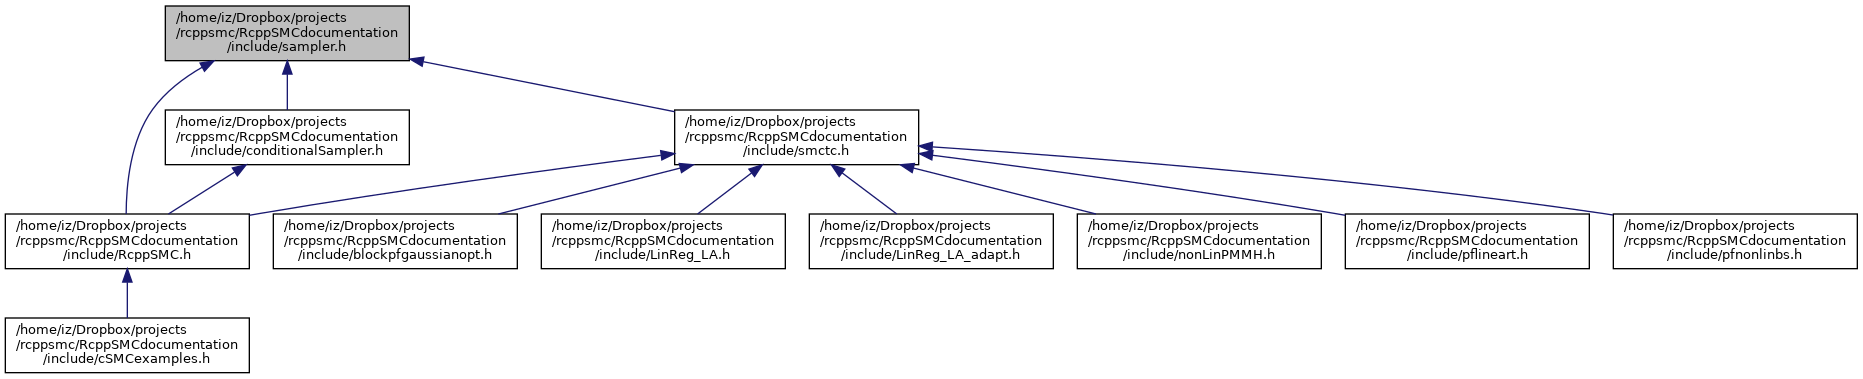 /home/iz/Dropbox/projects
/rcppsmc/RcppSMCdocumentation
/include/sampler.h
/home/iz/Dropbox/projects
/rcppsmc/RcppSMCdocumentation
/include/conditionalSampler.h
/home/iz/Dropbox/projects
/rcppsmc/RcppSMCdocumentation
/include/smctc.h
/home/iz/Dropbox/projects
/rcppsmc/RcppSMCdocumentation
/include/RcppSMC.h
/home/iz/Dropbox/projects
/rcppsmc/RcppSMCdocumentation
/include/blockpfgaussianopt.h
/home/iz/Dropbox/projects
/rcppsmc/RcppSMCdocumentation
/include/LinReg_LA.h
/home/iz/Dropbox/projects
/rcppsmc/RcppSMCdocumentation
/include/LinReg_LA_adapt.h
/home/iz/Dropbox/projects
/rcppsmc/RcppSMCdocumentation
/include/nonLinPMMH.h
/home/iz/Dropbox/projects
/rcppsmc/RcppSMCdocumentation
/include/pflineart.h
/home/iz/Dropbox/projects
/rcppsmc/RcppSMCdocumentation
/include/pfnonlinbs.h
/home/iz/Dropbox/projects
/rcppsmc/RcppSMCdocumentation
/include/cSMCexamples.h